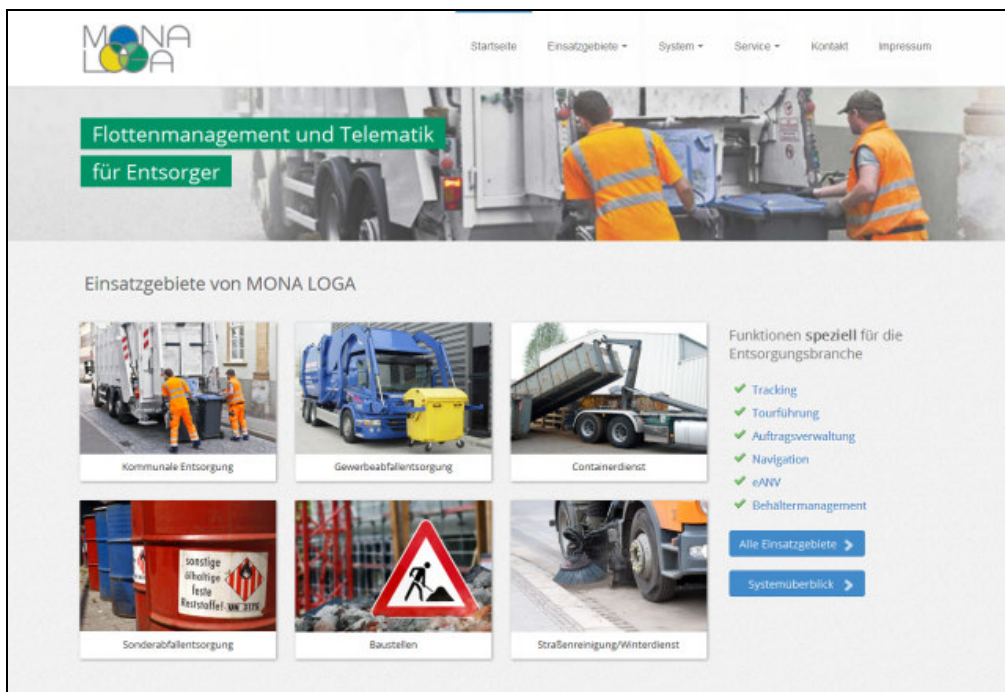 MONA
LOGA
Startseite
Einsatzgebiete
System
Service
Kontakt
Impressum
Flottenmanagement und Telematik
für Entsorger
Einsatzgebiete von MONA LOGA
Kommunale Entsorgung
Gewerbeabfallentsorgung
Containerdienst
sonstige
ölhaltige
feste
Reststoffe!
UN 3175
Sonderabfallentsorgung
Baustellen
Straßenreinigung/Winterdienst
Funktionen speziell für die
Entsorgungsbranche
Tracking
Tourführung
Auftragsverwaltung
Navigation
eANV
Behältermanagement
Alle Einsatzgebiete
Systemüberblick